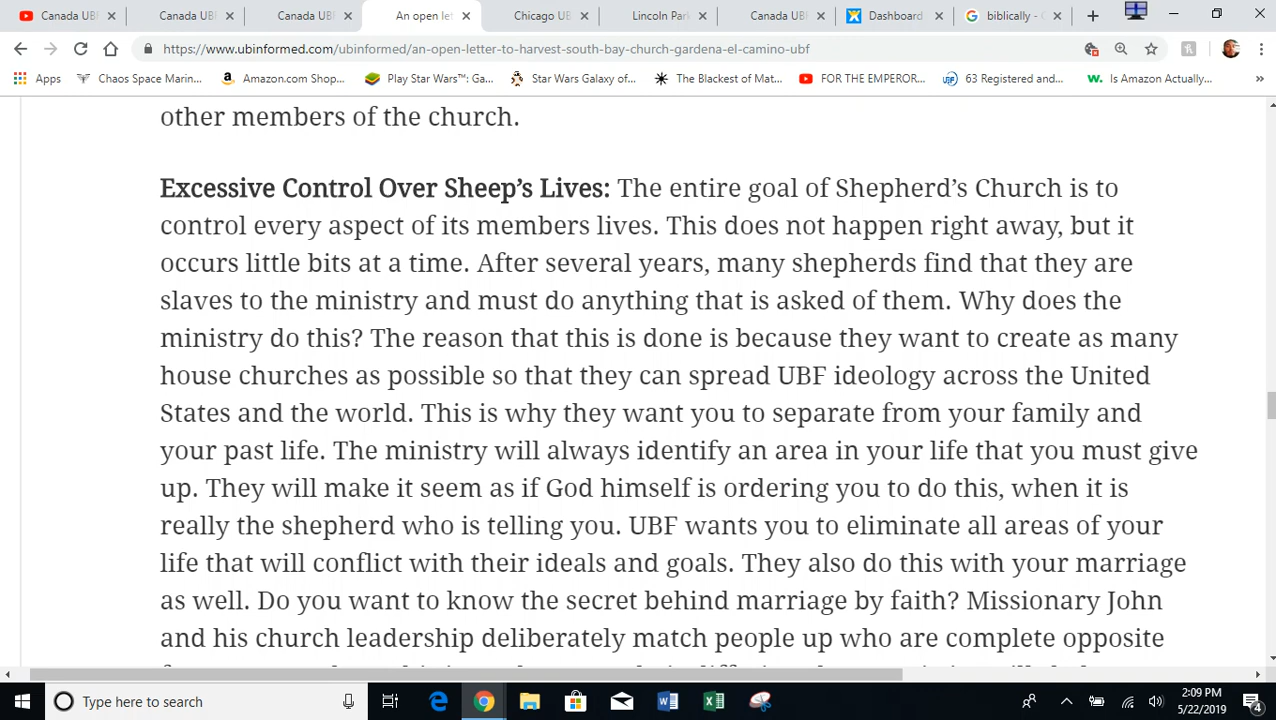 Canada UB
Canada UB
Canada UB
An open let
Chicago UB
Lincoln Park
Canada UB
Dashboard
biblically - G
https://www.ubinformed.com/ubinformed/an-open-letter-to-harvest-south-bay-church-gardena-el-camino-ubf
Apps
Chaos Space Marin...
Amazon.com Shop...
Play Star Wars™: Ga...
Star Wars Galaxy of...
The Blackest of Mat...
FOR THE EMPEROR...
63 Registered and...
Is Amazon Actually...
»
other members of the church.
Excessive Control Over Sheep’s Lives: The entire goal of Shepherd’s Church is to
control every aspect of its members lives. This does not happen right away, but it
occurs little bits at a time. After several years, many shepherds find that they are
slaves to the ministry and must do anything that is asked of them. Why does the
ministry do this? The reason that this is done is because they want to create as many
house churches as possible so that they can spread UBF ideology across the United
States and the world. This is why they want you to separate from your family and
your past life. The ministry will always identify an area in your life that you must give
up. They will make it seem as if God himself is ordering you to do this, when it is
really the shepherd who is telling you. UBF wants you to eliminate all areas of your
life that will conflict with their ideals and goals. They also do this with your marriage
as well. Do you want to know the secret behind marriage by faith? Missionary John
and his church leadership deliberately match people up who are complete opposite
Type here to search
2:09 PM
5/22/2019
4